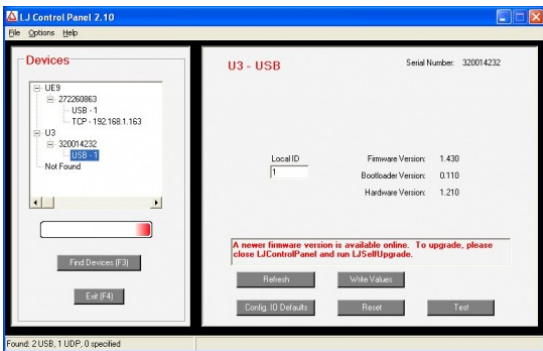 LJ Control Panel 2.10
File Options Help
Devices
UE9
272260863
USB - 1
TCP - 192.168.1.163
U3
320014232
USB - 1
Not Found
Find Devices (F3)
Exit (F4)
U3 - USB
Serial Number: 320014232
Local ID
1
Firmware Version: 1.430
Bootloader Version: 0.110
Hardware Version: 1.210
A newer firmware version is available online. To upgrade, please
close LJControlPanel and run LJSelfUpgrade.
Refresh Write Values
Config. IO Defaults Reset Test
Found: 2 USB, 1 UDP, 0 specified